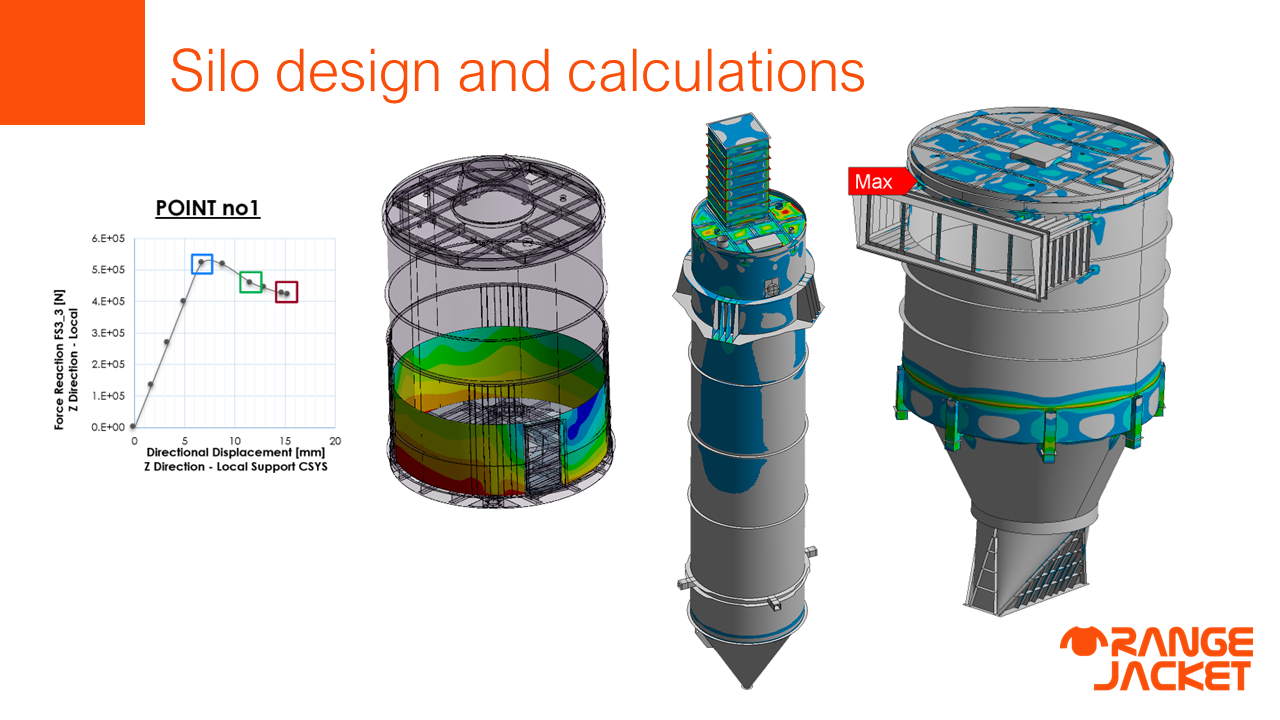 Silo design and calculations
POINT no1
6.E+05
5.E+05
4.E+05
3.E+05
2.E+05
1.E+05
0.E+00
0
5
10
15
20
Force Reaction FS3_3 [N]
Z Direction - Local
Directional Displacement [mm]
Z Direction - Local Support CSYS
Max
RANGE
JACKET